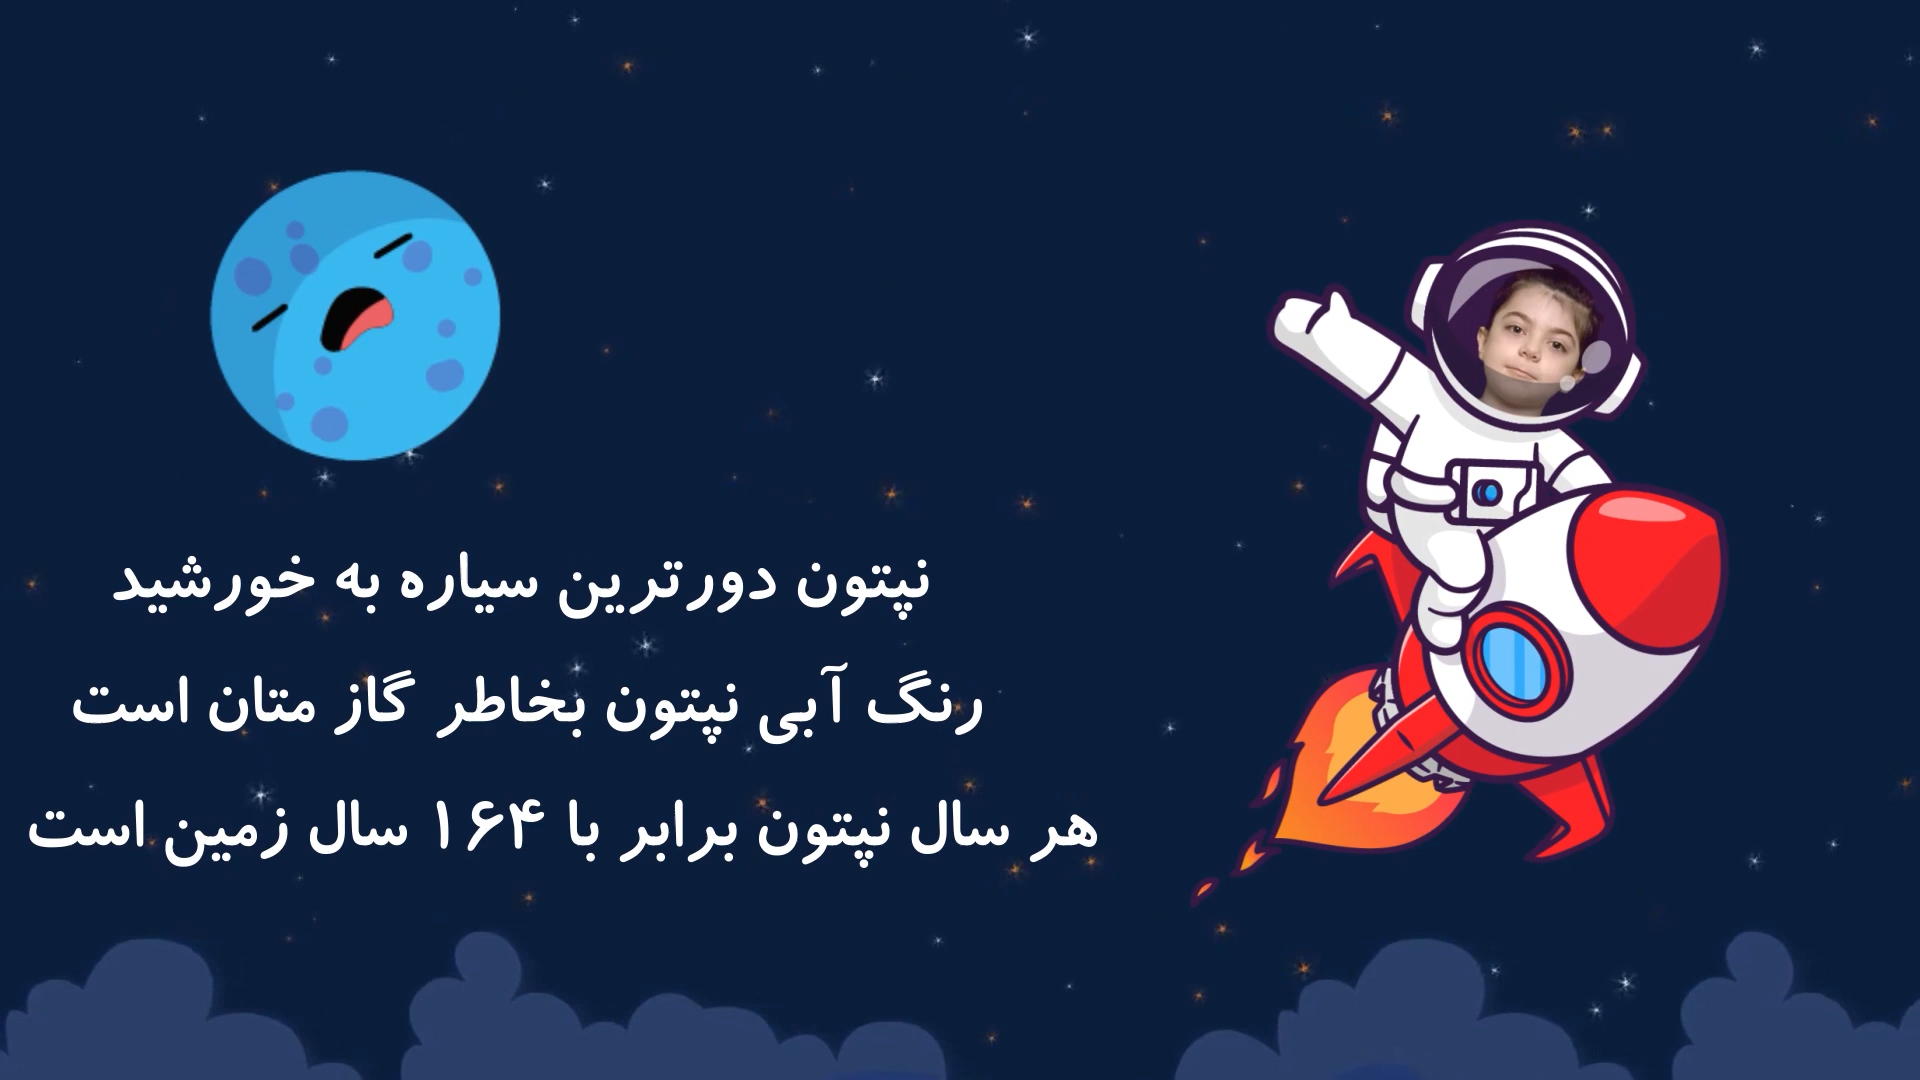 نپتون دورترین سیاره به خورشید
رنگ آبی نپتون بخاطر گاز متان است
هر سال نپتون برابر با ۱۶۴ سال زمین است